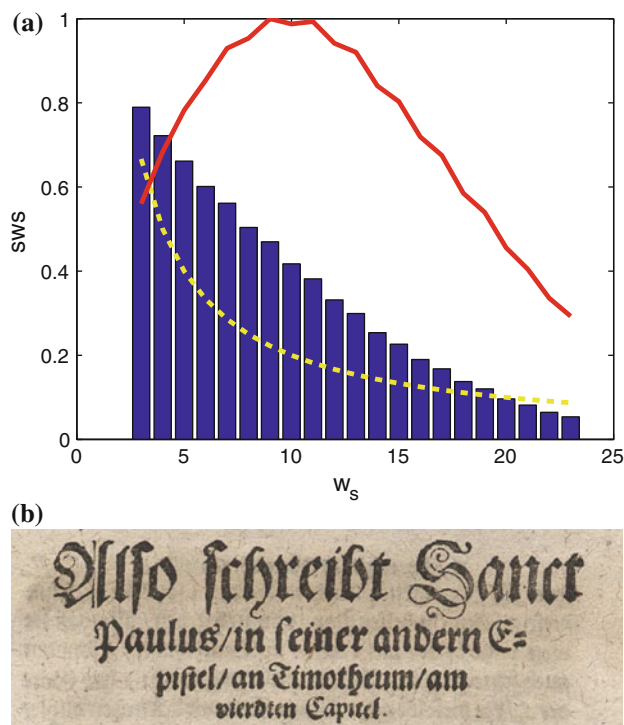 (a)
1
0.8
0.6
0.4
0.2
0
sws
0 5 10 15 20 25
w_s
(b)
Also schreibt Sanct
Paulus/in seiner andern E=
pistel/an Timotheum/am
vierdten Capitel.